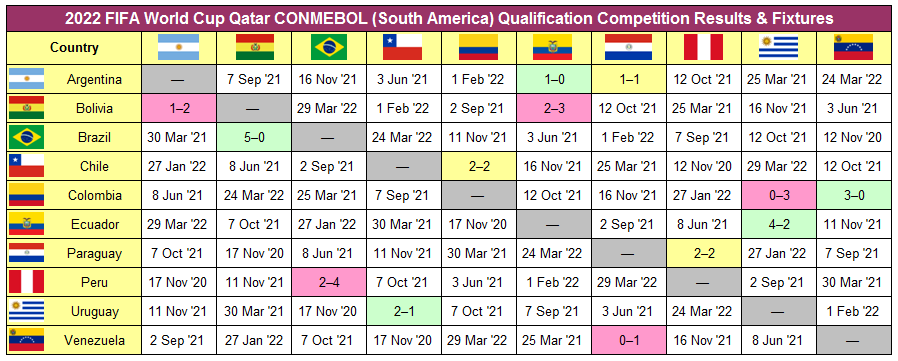 2022 FIFA World Cup Qatar CONMEBOL (South America) Qualification Competition Results & Fixtures
Country
Argentina — 7 Sep '21 16 Nov '21 3 Jun '21 1 Feb '22 1–0 1–1 12 Oct '21 25 Mar '21 24 Mar '22
Bolivia 1–2 — 29 Mar '22 1 Feb '22 2 Sep '21 2–3 12 Oct '21 25 Mar '21 16 Nov '21 3 Jun '21
Brazil 30 Mar '21 5–0 — 24 Mar '22 11 Nov '21 3 Jun '21 1 Feb '22 7 Sep '21 12 Oct '21 12 Nov '20
Chile 27 Jan '22 8 Jun '21 2 Sep '21 — 2–2 16 Nov '21 25 Mar '21 12 Nov '20 29 Mar '22 12 Oct '21
Colombia 8 Jun '21 24 Mar '22 25 Mar '21 7 Sep '21 — 12 Oct '21 16 Nov '21 27 Jan '22 0–3 3–0
Ecuador 29 Mar '22 7 Oct '21 27 Jan '22 30 Mar '21 17 Nov '20 — 2 Sep '21 8 Jun '21 4–2 11 Nov '21
Paraguay 7 Oct '21 17 Nov '20 8 Jun '21 11 Nov '21 30 Mar '21 24 Mar '22 — 2–2 27 Jan '22 7 Sep '21
Peru 17 Nov '20 11 Nov '21 2–4 7 Oct '21 3 Jun '21 1 Feb '22 29 Mar '22 — 2 Sep '21 30 Mar '21
Uruguay 11 Nov '21 30 Mar '21 17 Nov '20 2–1 7 Oct '21 7 Sep '21 3 Jun '21 24 Mar '22 — 1 Feb '22
Venezuela 2 Sep '21 27 Jan '22 7 Oct '21 17 Nov '20 29 Mar '22 25 Mar '21 0–1 16 Nov '21 8 Jun '21 —